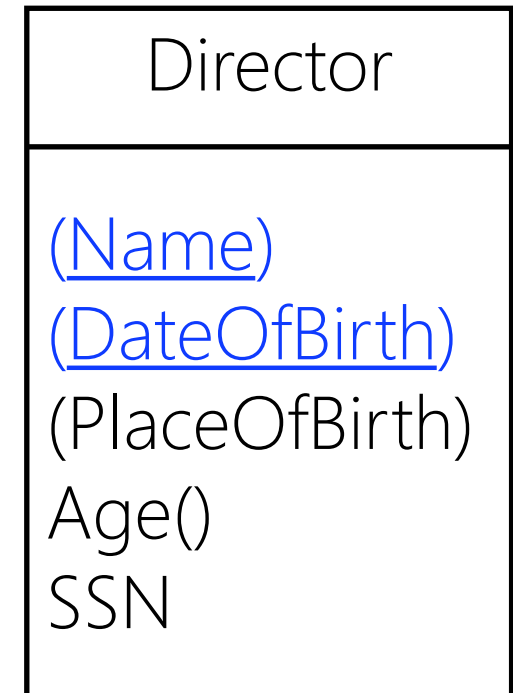 Director
(Name)
(DateOfBirth)
(PlaceOfBirth)
Age()
SSN